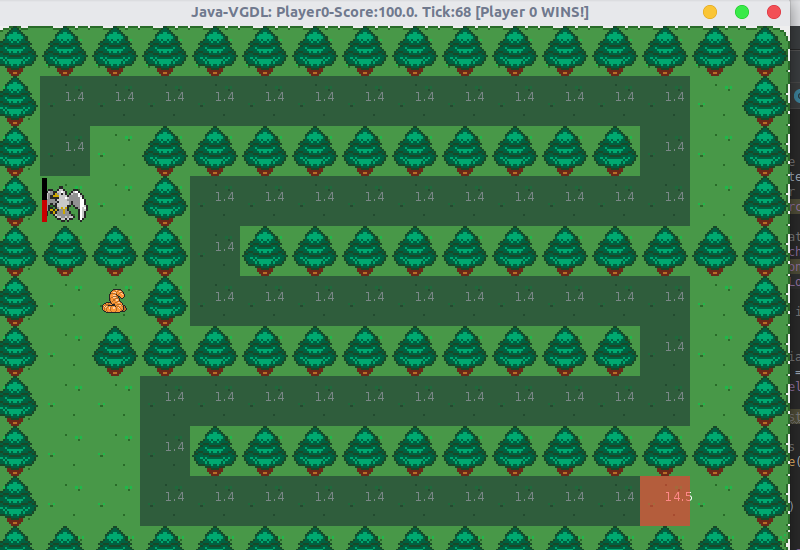 Java-VGDL: Player0-Score:100.0. Tick:68 [Player 0 WINS!]
1.4 1.4 1.4 1.4 1.4 1.4 1.4 1.4 1.4 1.4 1.4 1.4 1.4
1.4 1.4
1.4 1.4 1.4 1.4 1.4 1.4 1.4 1.4 1.4 1.4
1.4
1.4 1.4 1.4 1.4 1.4 1.4 1.4 1.4 1.4 1.4
1.4
1.4 1.4 1.4 1.4 1.4 1.4 1.4 1.4 1.4 1.4 1.4
1.4
1.4 1.4 1.4 1.4 1.4 1.4 1.4 1.4 1.4 1.4 14.5